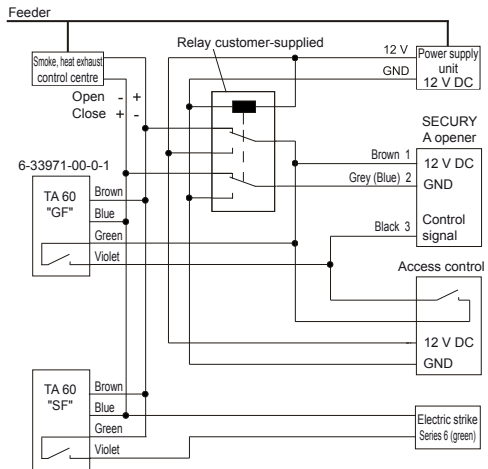 Feeder
Relay customer-supplied
12 V
GND
Power supply
unit
12 V DC
Smoke, heat exhaust
control centre
Open - +
Close + -
SECURY
A opener
Brown 1
12 V DC
Grey (Blue) 2
GND
Black 3
Control
signal
6-33971-00-0-1
TA 60
"GF"
Brown
Blue
Green
Violet
Access control
12 V DC
GND
TA 60
"SF"
Brown
Blue
Green
Violet
Electric strike
Series 6 (green)